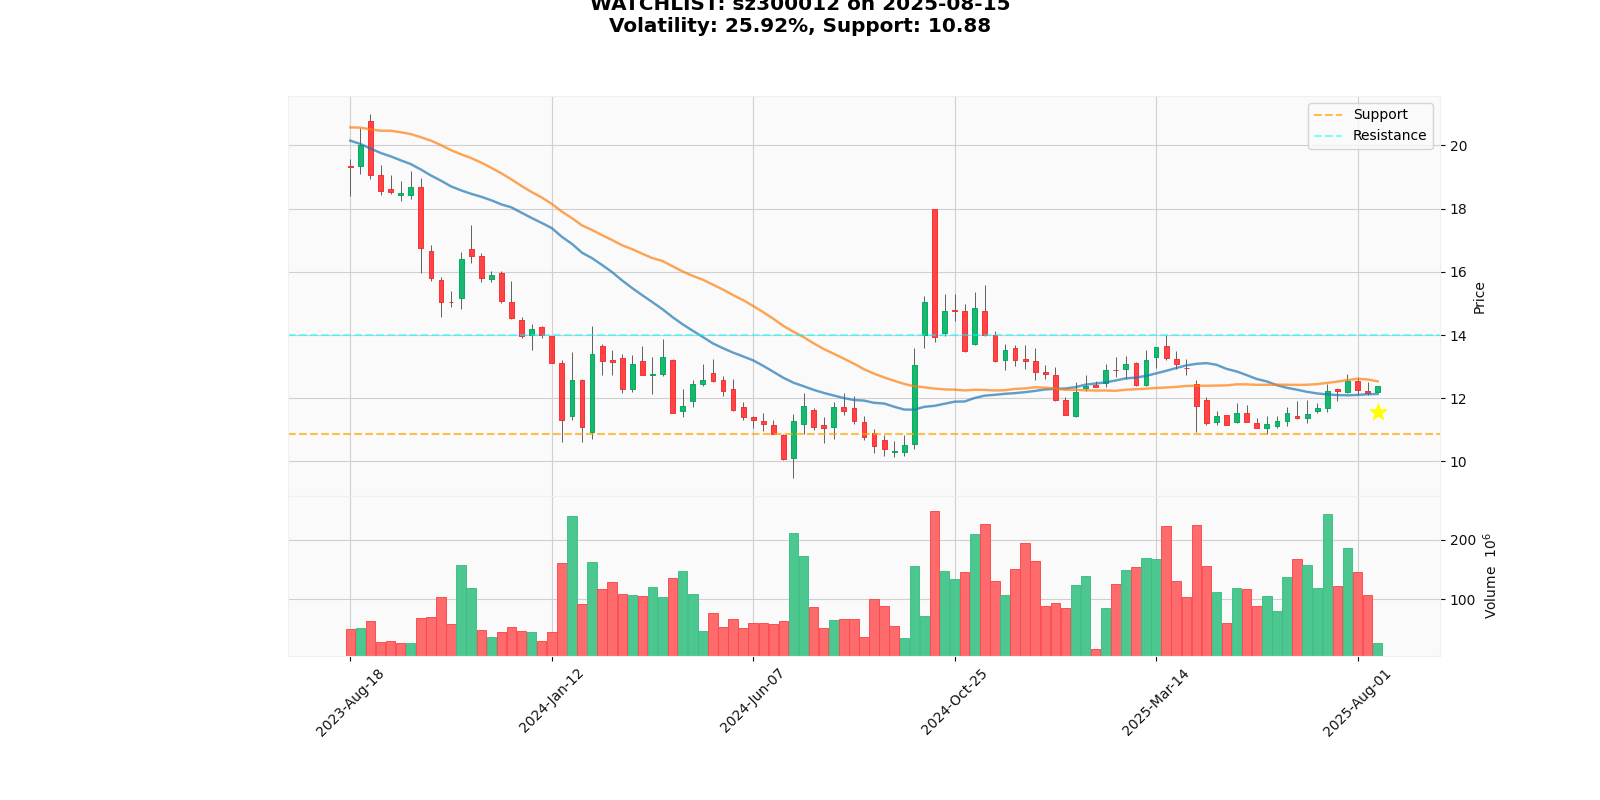 WATCHLIST: sz300012 on 2025-08-15
Volatility: 25.92%, Support: 10.88
Support
Resistance
20
18
16
14
12
10
Price
200
100
Volume 10^6
2023-Aug-18
2024-Jan-12
2024-Jun-07
2024-Oct-25
2025-Mar-14
2025-Aug-01